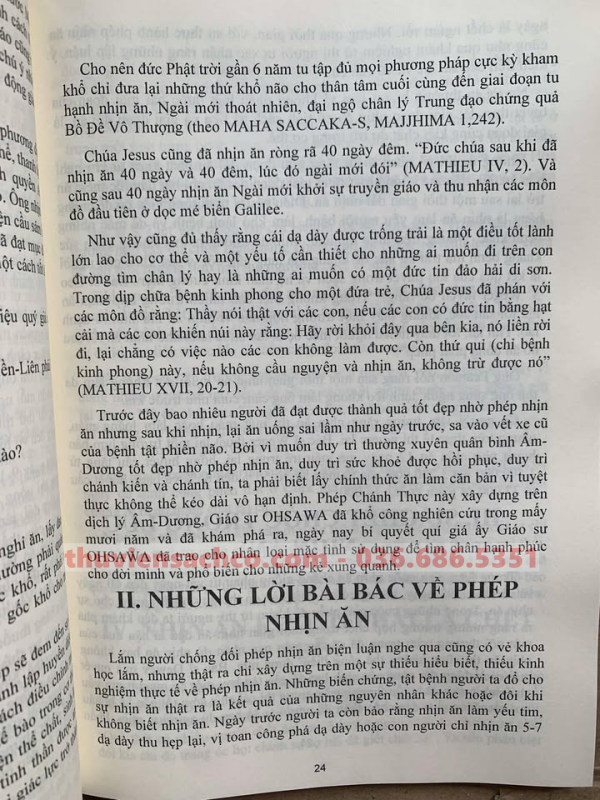 Cho nên đức Phật trời gần 6 năm tu tập đủ mọi phương pháp cực kỳ kham
khổ chỉ đưa lại những thứ khổ não cho thân tâm cuối cùng đến giai đoạn tu
hạnh nhịn ăn, Ngài mới thoát nhiên, đại ngộ chân lý Trung đạo chứng quả
Bồ Đề Vô Thượng (theo MAHA SACCAKA-S, MAJJHIMA 1,242).
Chúa Jesus cũng đã nhịn ăn ròng rã 40 ngày đêm. “Đức chúa sau khi đã
nhịn ăn 40 ngày và 40 đêm, lúc đó ngài mới đói” (MATHIEU IV, 2). Và
cũng sau 40 ngày nhịn ăn Ngài mới khởi sự truyền giáo và thu nhận các môn
đồ đầu tiên ở dọc mé biển Galilee.
Như vậy cũng đủ thấy rằng cái dạ dày được trống trải là một điều tốt lành
lớn lao cho cơ thể và một yếu tố cần thiết cho những ai muốn đi trên con
đường tìm chân lý hay là những ai muốn có một đức tin đảo hải di sơn.
Trong dịp chữa bệnh kinh phong cho một đứa trẻ, Chúa Jesus đã phán với
các môn đồ rằng: Thầy nói thật với các con, nếu các con có đức tin bằng hạt
cải mà các con khiến núi này rằng: Hãy rời khỏi đây qua bên kia, nó liền rời
đi, lại chẳng có việc nào các con không làm được. Còn thứ quỉ (chỉ bệnh
kinh phong) này, nếu không cầu nguyện và nhịn ăn, không trừ được nó”
(MATHIEU XVII, 20-21).
Trước đây bao nhiêu người đã đạt được thành quả tốt đẹp nhờ phép nhịn
ăn nhưng sau khi nhịn, lại ăn uống sai lầm như ngày trước, sa vào vết xe cũ
của bệnh tật phiền não. Bởi vì muốn duy trì thường xuyên quân bình Âm-
Dương tốt đẹp nhờ phép nhịn ăn, duy trì sức khoẻ được hồi phục, duy trì
chánh kiến và chánh tín, ta phải biết lấy chính thức ăn làm căn bản vì tuyệt
thực không thể kéo dài vô hạn định. Phép Chánh Thực này xây dựng trên
dịch lý Âm-Dương, Giáo sư OHSAWA đã khổ công nghiên cứu trong mấy
mươi năm và đã khám phá ra, ngày nay bí quyết quí giá ấy Giáo sư
OHSAWA đã trao cho nhân loại mặc tình sử dụng để tìm chân hạnh phúc
cho đời mình và phổ biến cho những kẻ xung quanh.
thuviensachco.com - 035.686.5351
II. NHỮNG LỜI BÀI BÁC VỀ PHÉP
NHỊN ĂN
Lắm người chống đối phép nhịn ăn biện luận nghe qua cũng có vẻ khoa
học lắm, nhưng thật ra chỉ xây dựng trên một sự thiếu hiểu biết, thiếu kinh
nghiệm thực tế về phép nhịn ăn. Những biến chứng, tật bệnh người ta đổ cho
sự nhịn ăn thật ra là kết quả của những nguyên nhân khác hoặc đôi khi
không biết nhịn ăn. Ngày trước người ta còn bảo rằng nhịn ăn làm yếu tim,
dạ dày thu hẹp lại, vị toan công phá dạ dày hoặc con người chỉ nhịn ăn 5-7
24